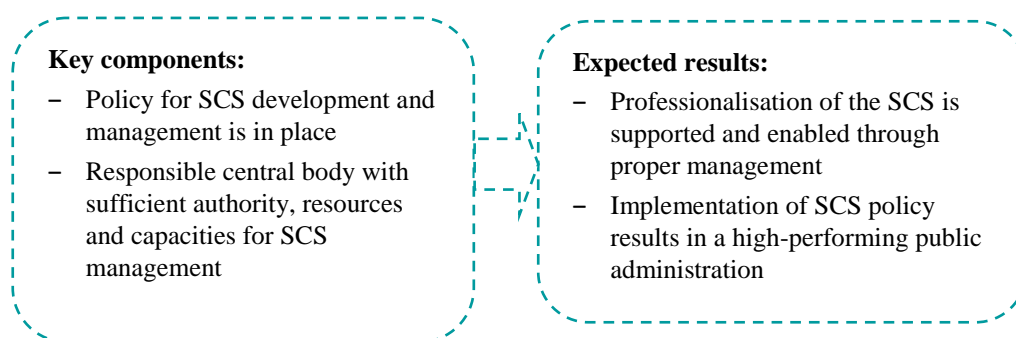 Key components:
– Policy for SCS development and
management is in place
– Responsible central body with
sufficient authority, resources
and capacities for SCS
management
Expected results:
– Professionalisation of the SCS is
supported and enabled through
proper management
– Implementation of SCS policy
results in a high-performing public
administration